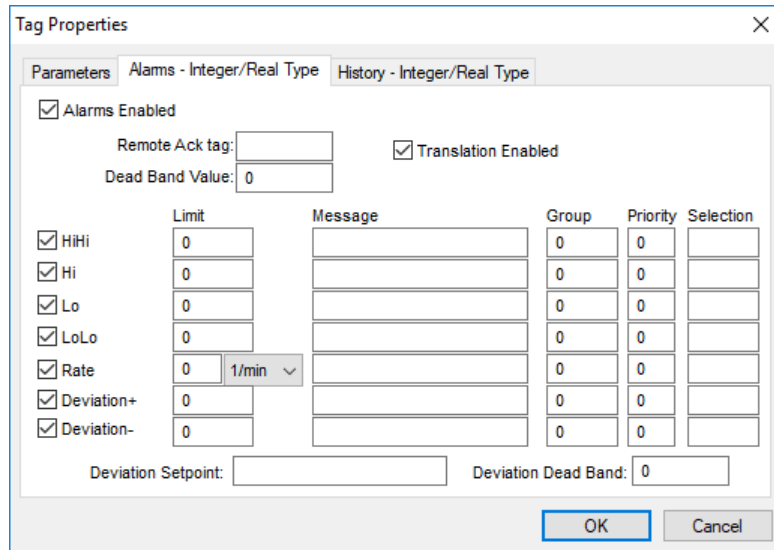 Tag Properties
Parameters Alarms - Integer/Real Type History - Integer/Real Type
Alarms Enabled
Remote Ack tag: Translation Enabled
Dead Band Value: 0
Limit Message Group Priority Selection
HiHi 0 0 0
Hi 0 0 0
Lo 0 0 0
LoLo 0 0 0
Rate 0 1/min 0 0
Deviation+ 0 0 0
Deviation- 0 0 0
Deviation Setpoint: Deviation Dead Band: 0
OK Cancel